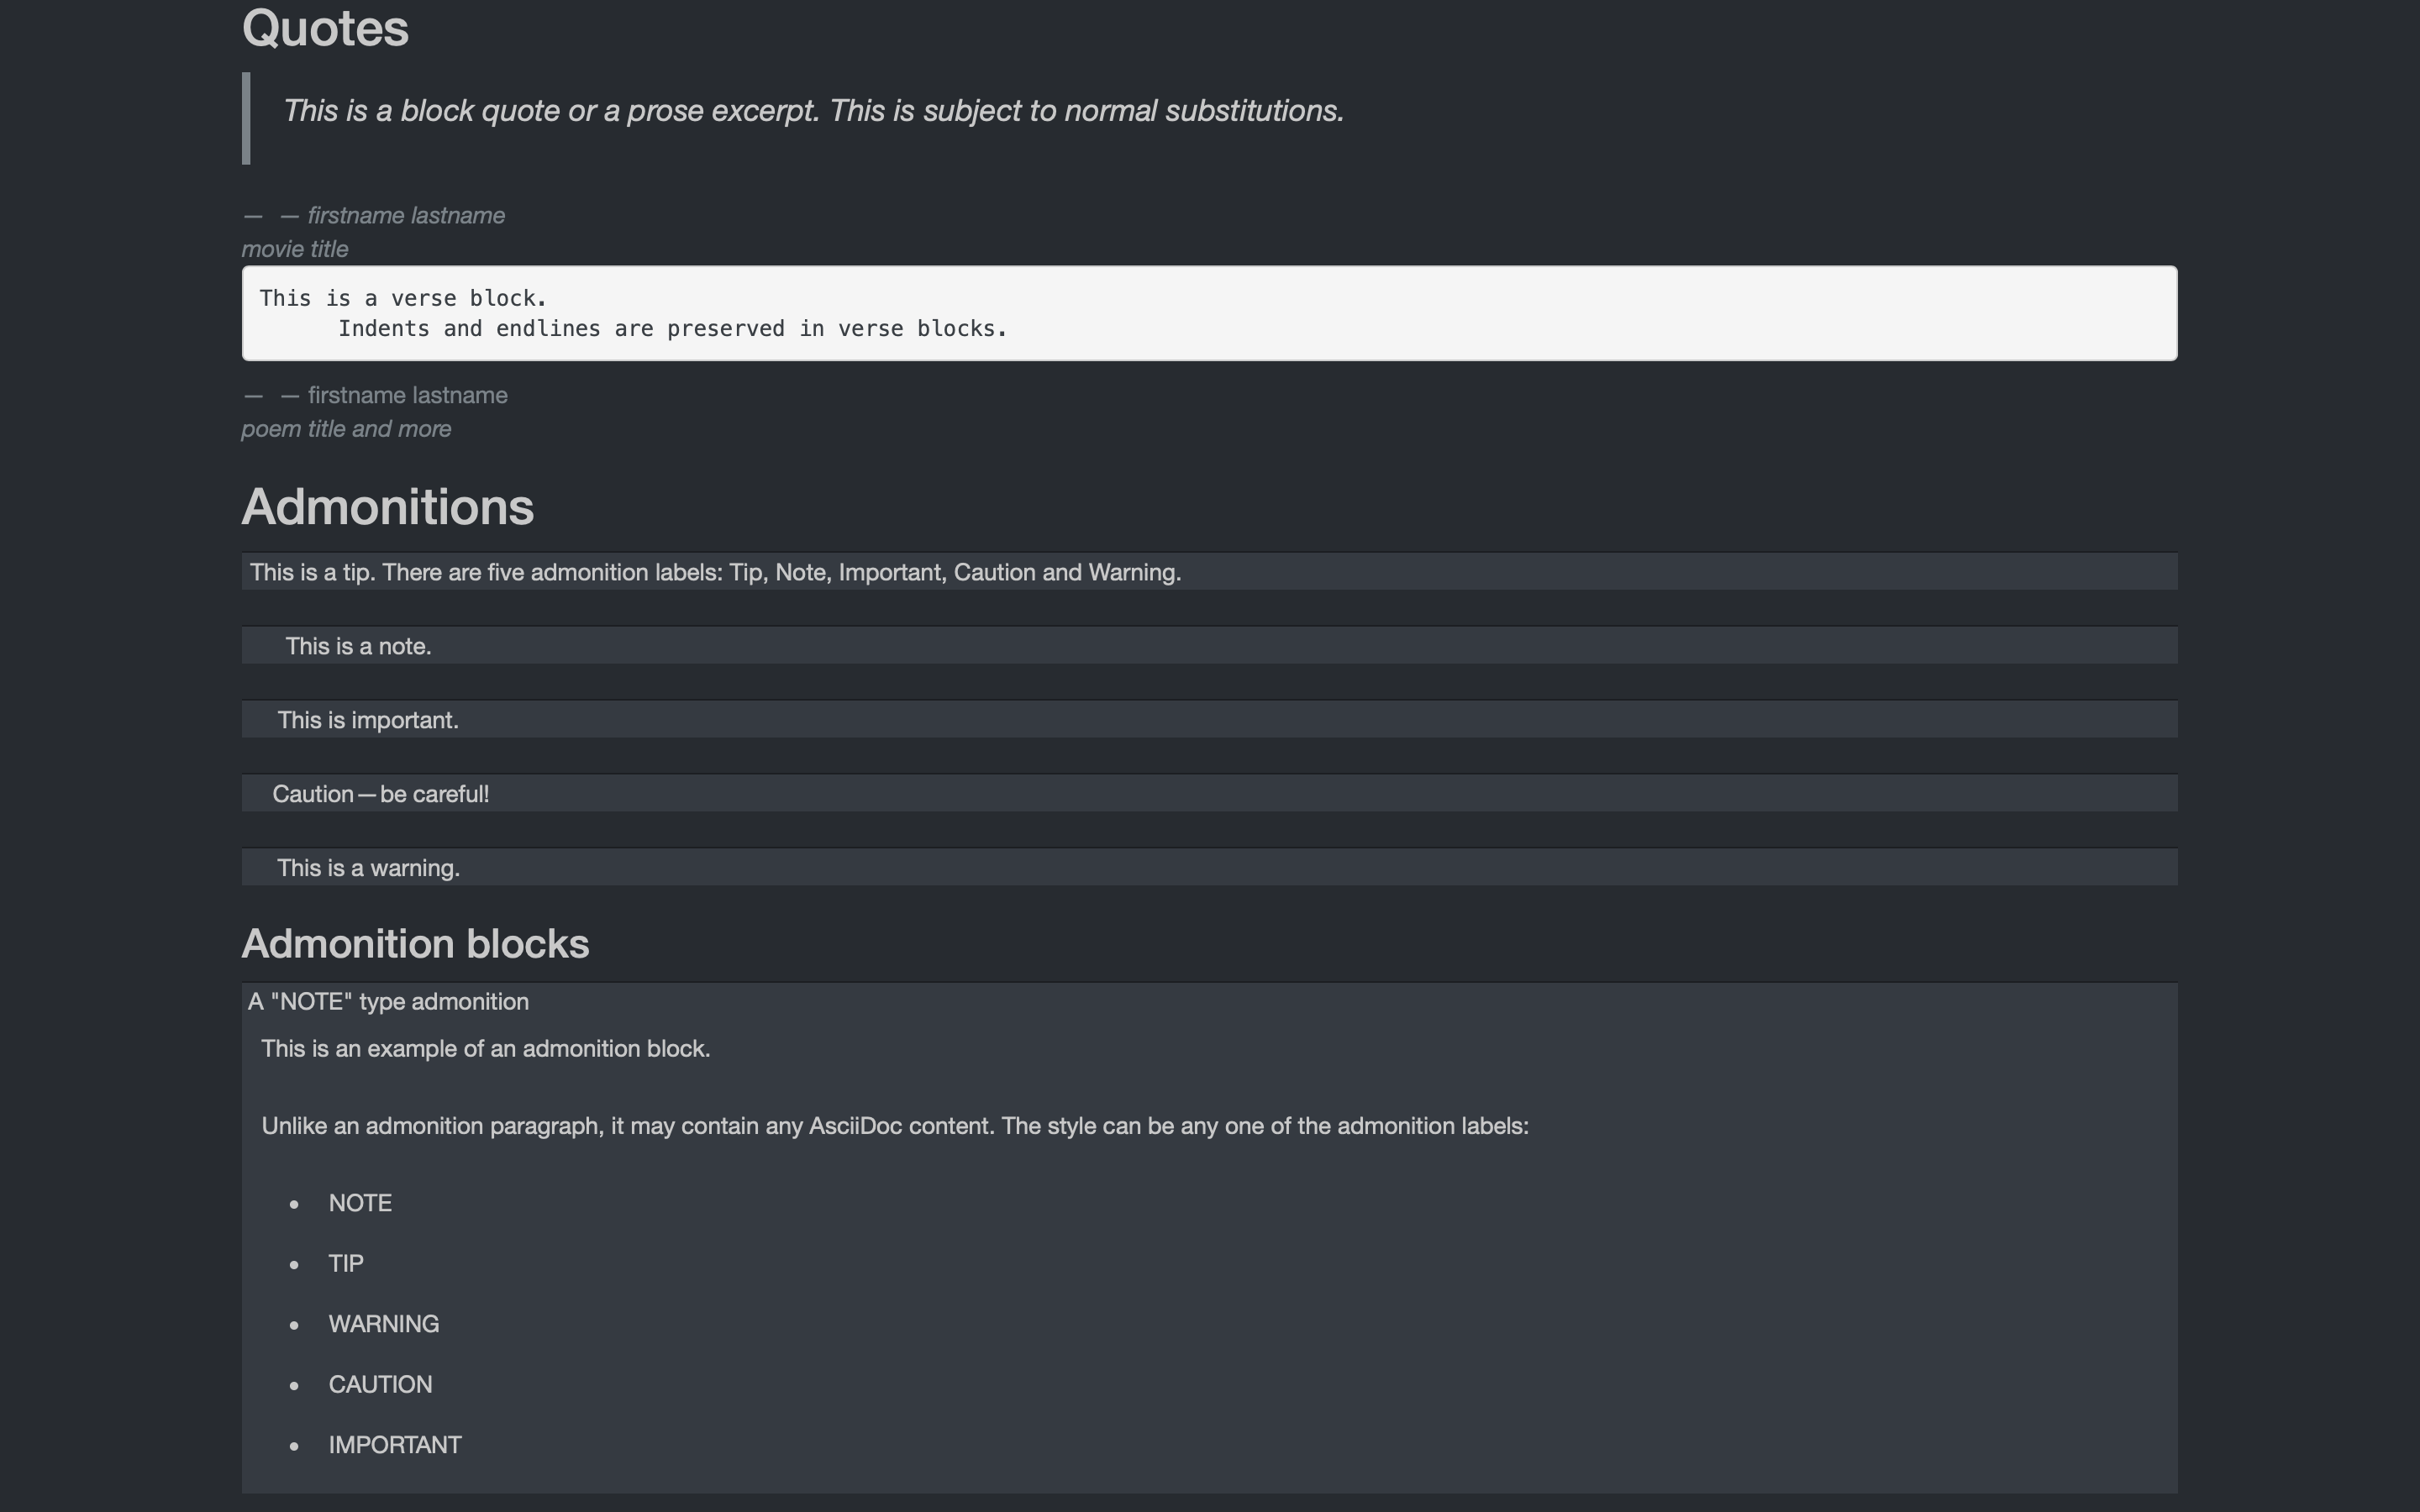 Quotes
This is a block quote or a prose excerpt. This is subject to normal substitutions.
— — firstname lastname
movie title
This is a verse block.
      Indents and endlines are preserved in verse blocks.
— — firstname lastname
poem title and more
Admonitions
This is a tip. There are five admonition labels: Tip, Note, Important, Caution and Warning.
This is a note.
This is important.
Caution — be careful!
This is a warning.
Admonition blocks
A "NOTE" type admonition
This is an example of an admonition block.
Unlike an admonition paragraph, it may contain any AsciiDoc content. The style can be any one of the admonition labels:
• NOTE
• TIP
• WARNING
• CAUTION
• IMPORTANT